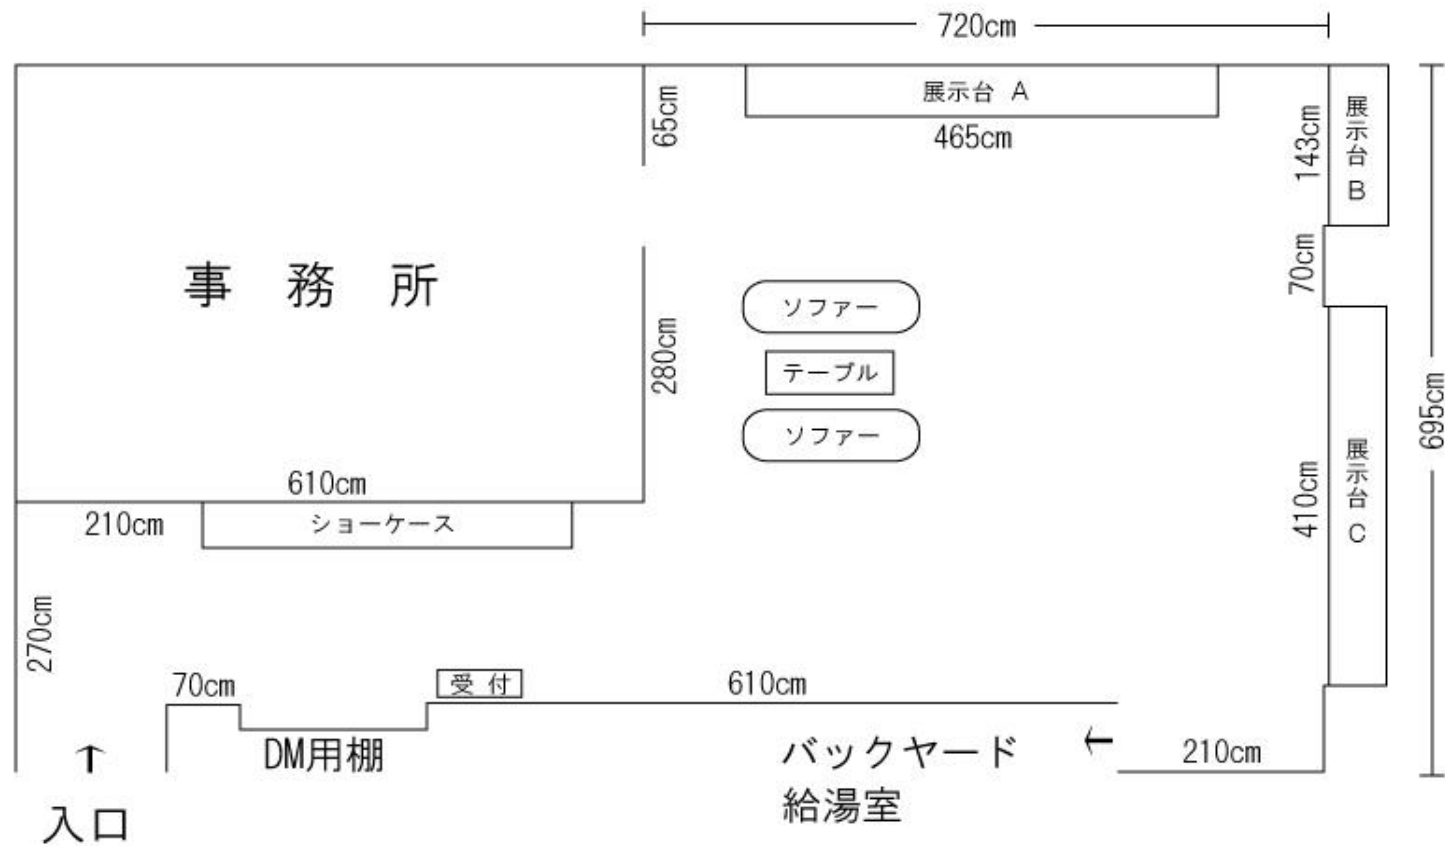 720cm
展示台 A
465cm
65cm
143cm
展示台 B
70cm
事務所
ソファー
280cm
テーブル
695cm
ソファー
展示台 C
410cm
610cm
210cm
ショーケース
270cm
70cm
受付
610cm
DM用棚
バックヤード
給湯室
210cm
入口